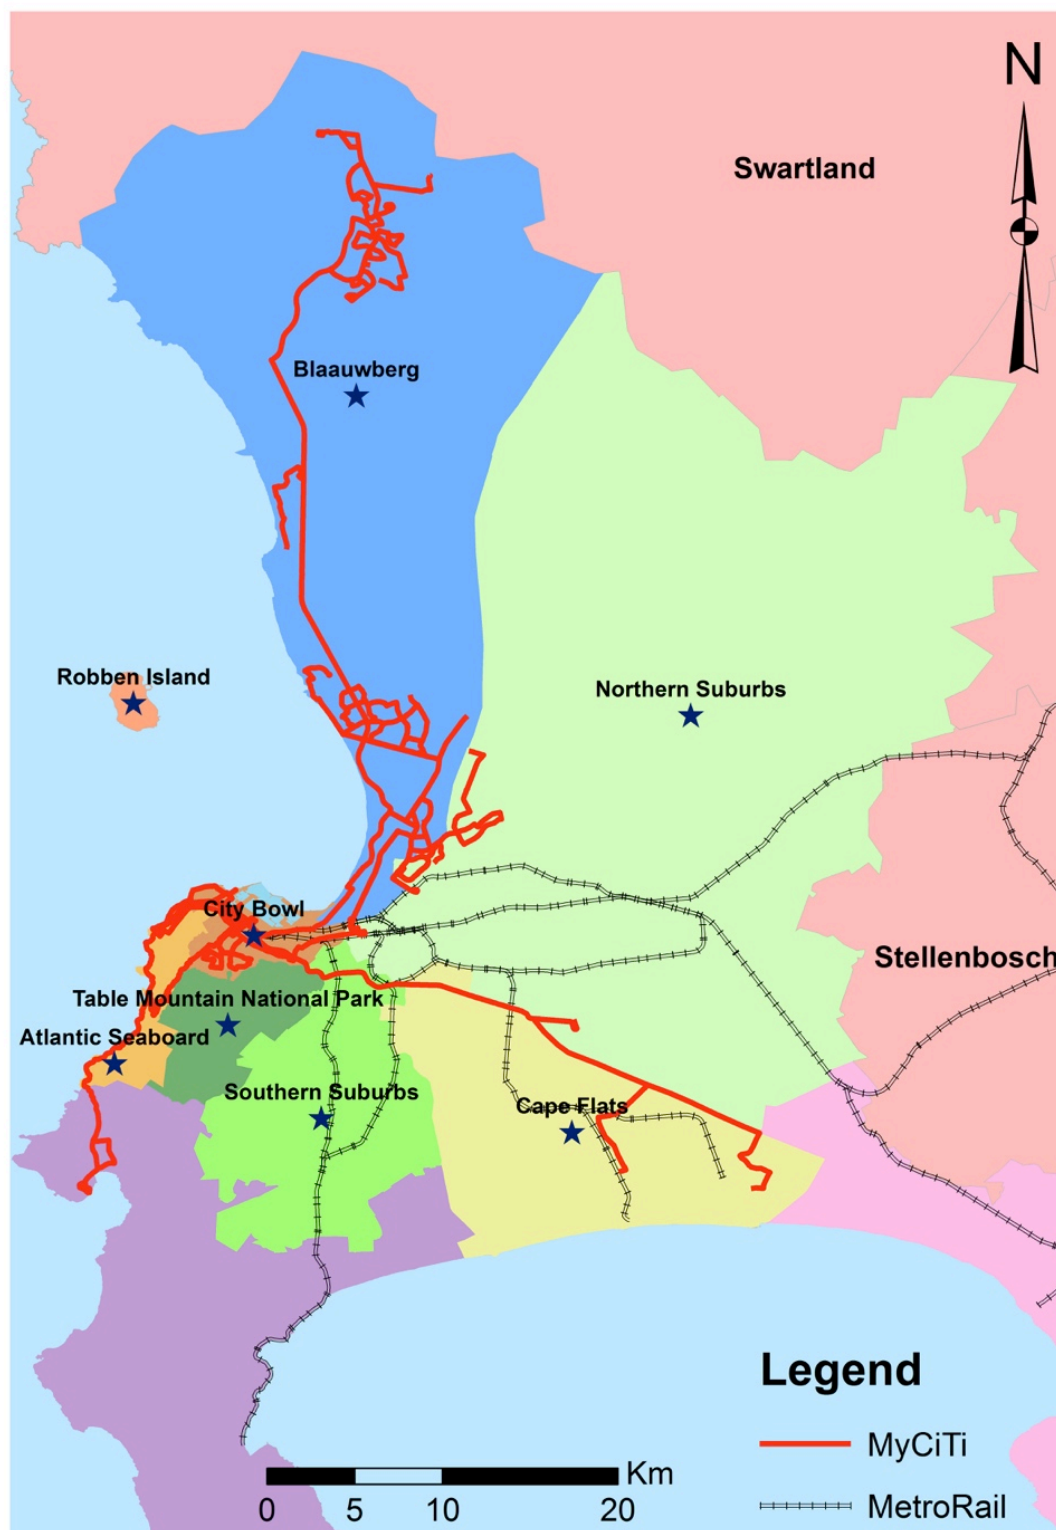 N
Swartland
Blaauwberg
Robben Island
Northern Suburbs
City Bowl
Stellenbosch
Table Mountain National Park
Atlantic Seaboard
Southern Suburbs
Cape Flats
Legend
MyCiTi
Km
0 5 10 20
MetroRail